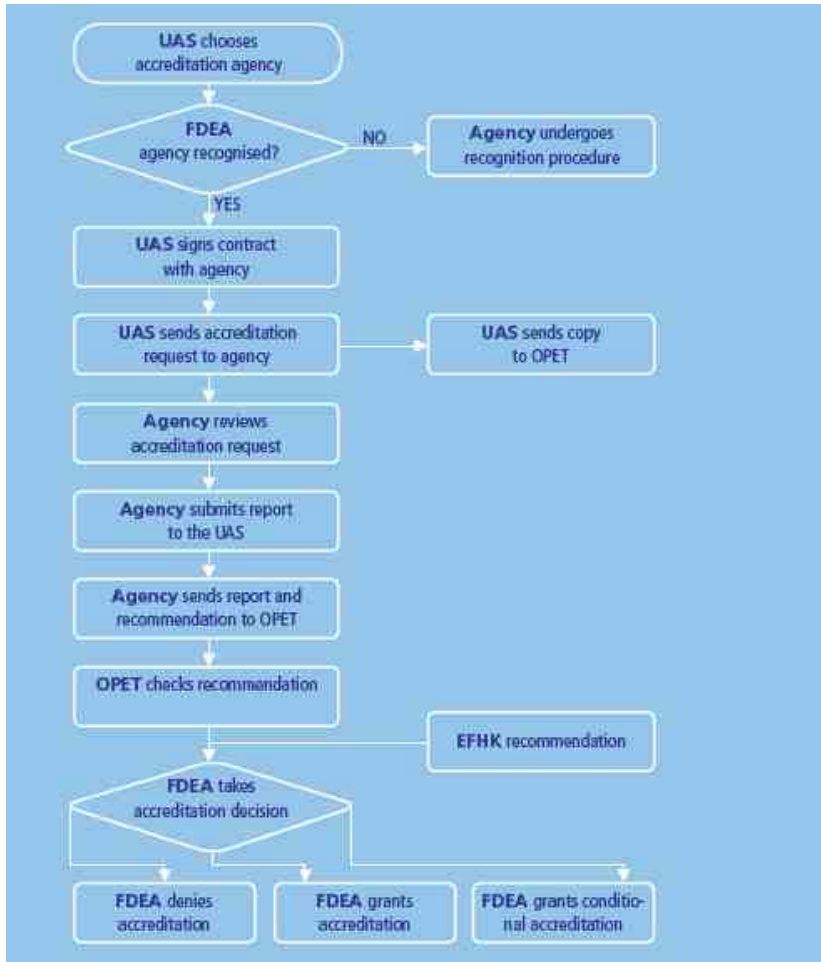 UAS chooses
accreditation agency
FDEA
agency recognised?
NO
Agency undergoes
recognition procedure
YES
UAS signs contract
with agency
UAS sends accreditation
request to agency
UAS sends copy
to OPET
Agency reviews
accreditation request
Agency submits report
to the UAS
Agency sends report and
recommendation to OPET
OPET checks recommendation
EFHK recommendation
FDEA takes
accreditation decision
FDEA denies
accreditation
FDEA grants
accreditation
FDEA grants conditio-
nal accreditation